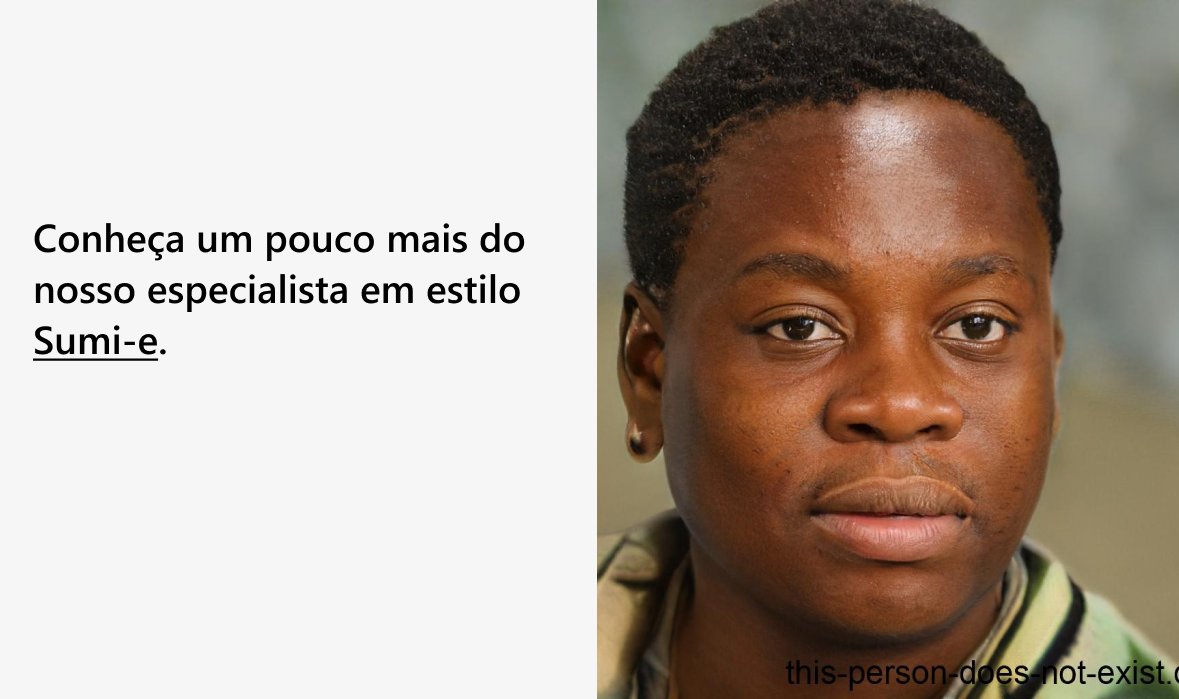 Conheça um pouco mais do
nosso especialista em estilo
Sumi-e.
this-person-does-not-exist.